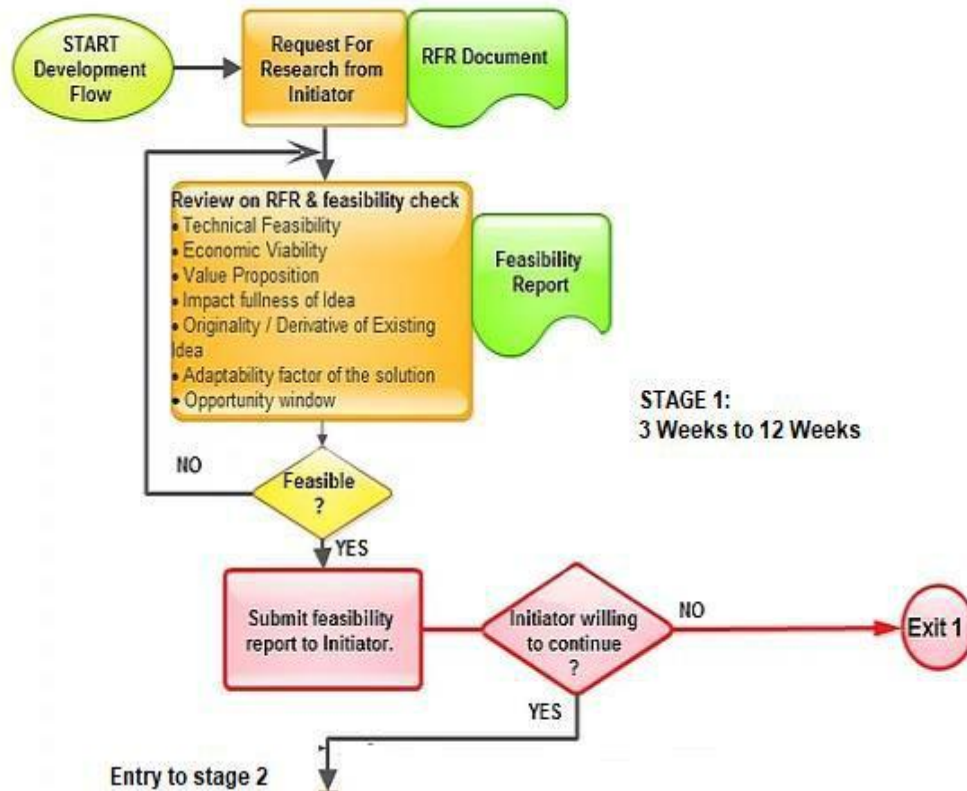 START
Development
Flow
Request For
Research from
Initiator
RFR Document
Review on RFR & feasibility check
• Technical Feasibility
• Economic Viability
• Value Proposition
• Impact fullness of Idea
• Originality / Derivative of Existing
Idea
• Adaptability factor of the solution
• Opportunity window
Feasibility
Report
STAGE 1:
3 Weeks to 12 Weeks
NO
Feasible
?
YES
Submit feasibility
report to Initiator.
Initiator willing
to continue
?
NO
Exit 1
YES
Entry to stage 2